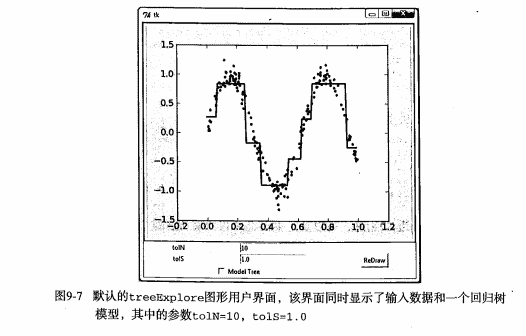 tk
1.5
1.0
0.5
0.0
-0.5
-1.0
-1.5
-0.2 0.0 0.2 0.4 0.6 0.8 1.0 1.2
tolN 10
tolS 1.0 ReDraw
Model Tree
图9-7 默认的treeExplore图形用户界面，该界面同时显示了输入数据和一个回归树
模型，其中的参数tolN=10，tolS=1.0